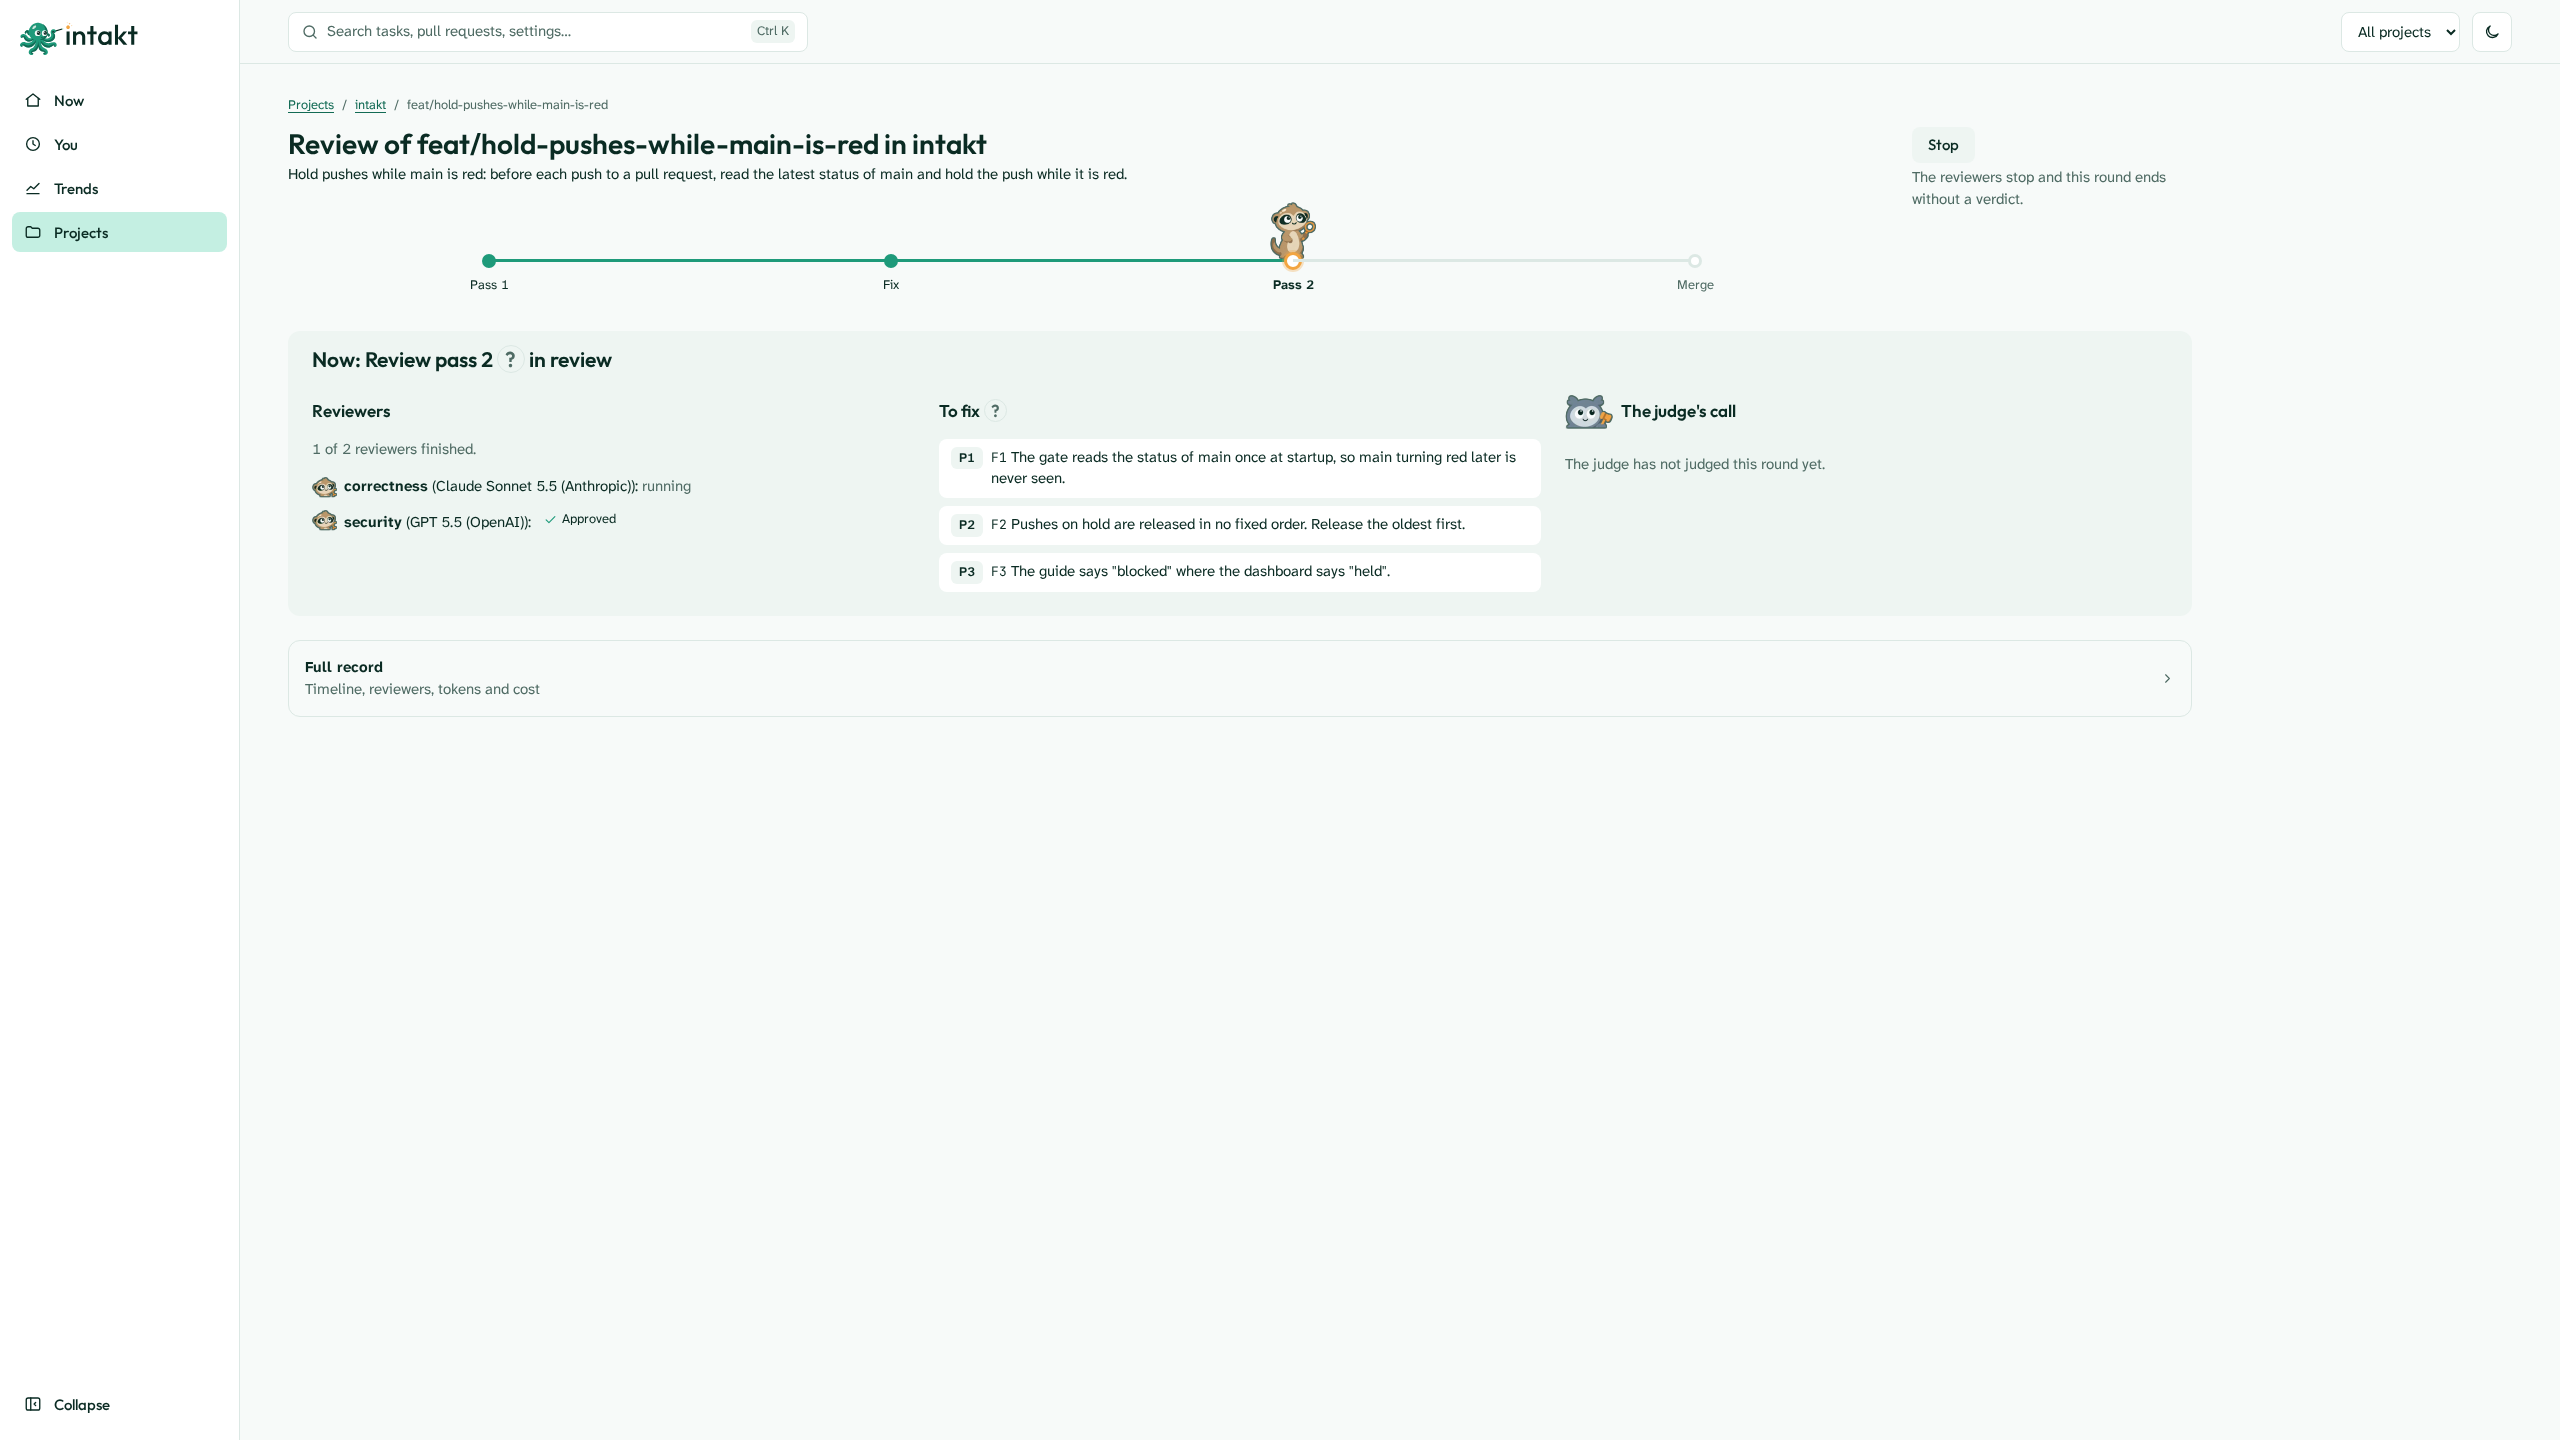 intakt
Search tasks, pull requests, settings...
Ctrl K
All projects
Now
You
Trends
Projects
Projects / intakt / feat/hold-pushes-while-main-is-red
Review of feat/hold-pushes-while-main-is-red in intakt
Hold pushes while main is red: before each push to a pull request, read the latest status of main and hold the push while it is red.
Stop
The reviewers stop and this round ends
without a verdict.
Pass 1
Fix
Pass 2
Merge
Now: Review pass 2 ? in review
Reviewers
1 of 2 reviewers finished.
correctness (Claude Sonnet 5.5 (Anthropic)): running
security (GPT 5.5 (OpenAI)): Approved
To fix ?
P1 F1 The gate reads the status of main once at startup, so main turning red later is
never seen.
P2 F2 Pushes on hold are released in no fixed order. Release the oldest first.
P3 F3 The guide says "blocked" where the dashboard says "held".
The judge's call
The judge has not judged this round yet.
Full record
Timeline, reviewers, tokens and cost
Collapse